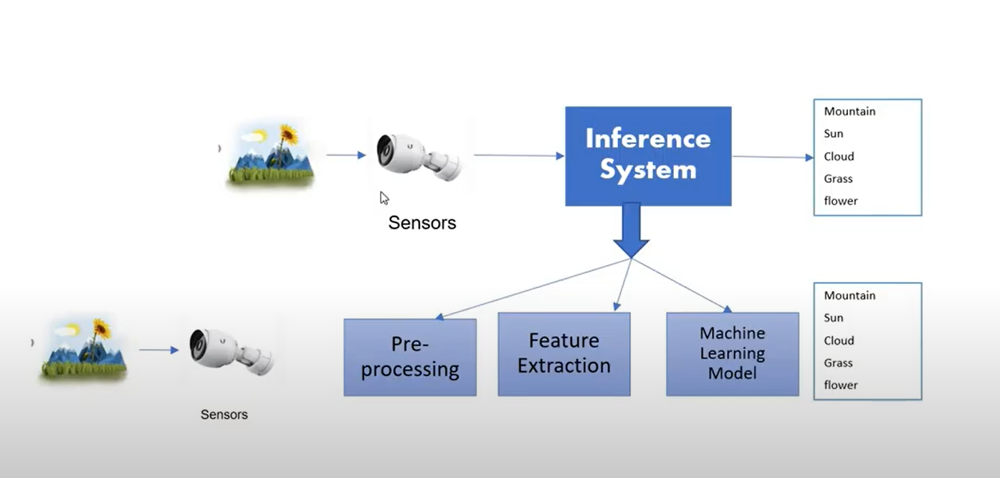 Inference
System
Mountain
Sun
Cloud
Grass
flower
Sensors
Pre-
processing
Feature
Extraction
Machine
Learning
Model
Mountain
Sun
Cloud
Grass
flower
Sensors